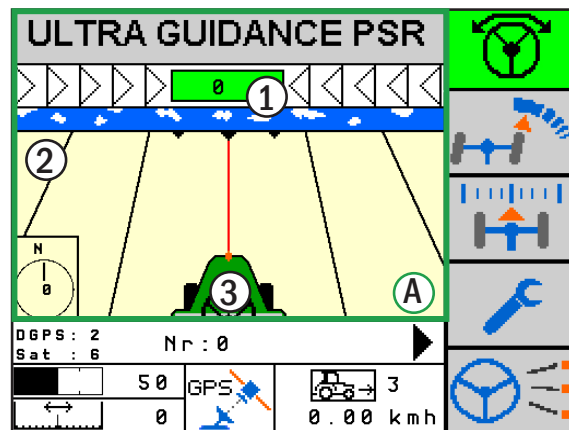 ULTRA GUIDANCE PSR
0
1
2
N
0
3
A
DGPS: 2
Sat : 6
Nr:0
50
GPS
3
0
0.00 kmh